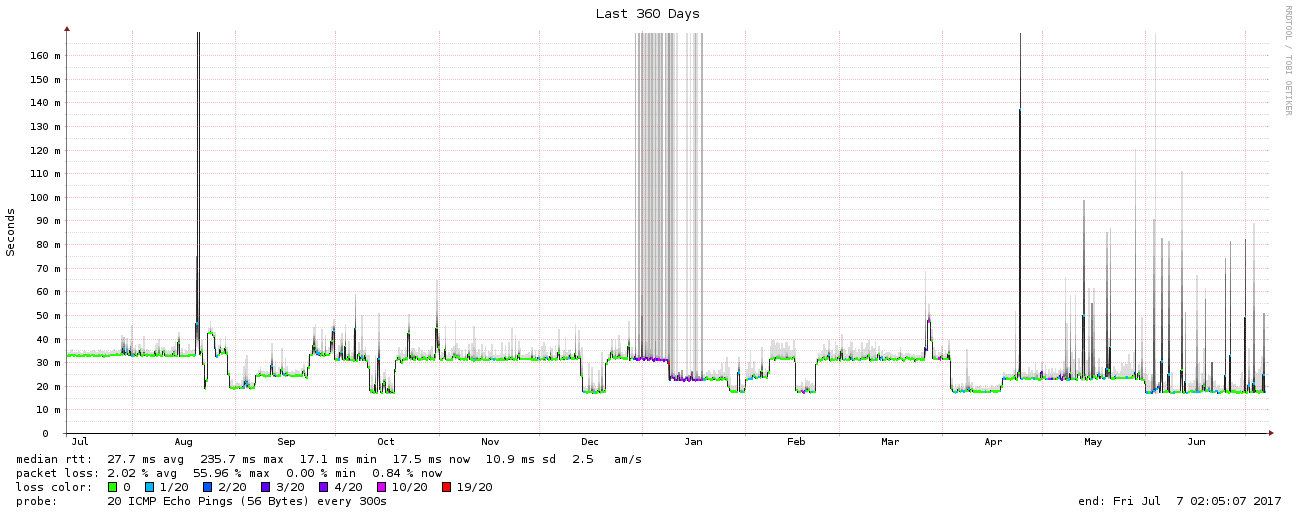 Last 360 Days
RRDTOOL / TOBI OETIKER
Seconds
160 m
150 m
140 m
130 m
120 m
110 m
100 m
90 m
80 m
70 m
60 m
50 m
40 m
30 m
20 m
10 m
0
Jul Aug Sep Oct Nov Dec Jan Feb Mar Apr May Jun
median rtt: 27.7 ms avg 235.7 ms max 17.1 ms min 17.5 ms now 10.9 ms sd 2.5 am/s
packet loss: 2.02 % avg 55.96 % max 0.00 % min 0.84 % now
loss color: 0 1/20 2/20 3/20 4/20 10/20 19/20
probe: 20 ICMP Echo Pings (56 Bytes) every 300s end: Fri Jul 7 02:05:07 2017